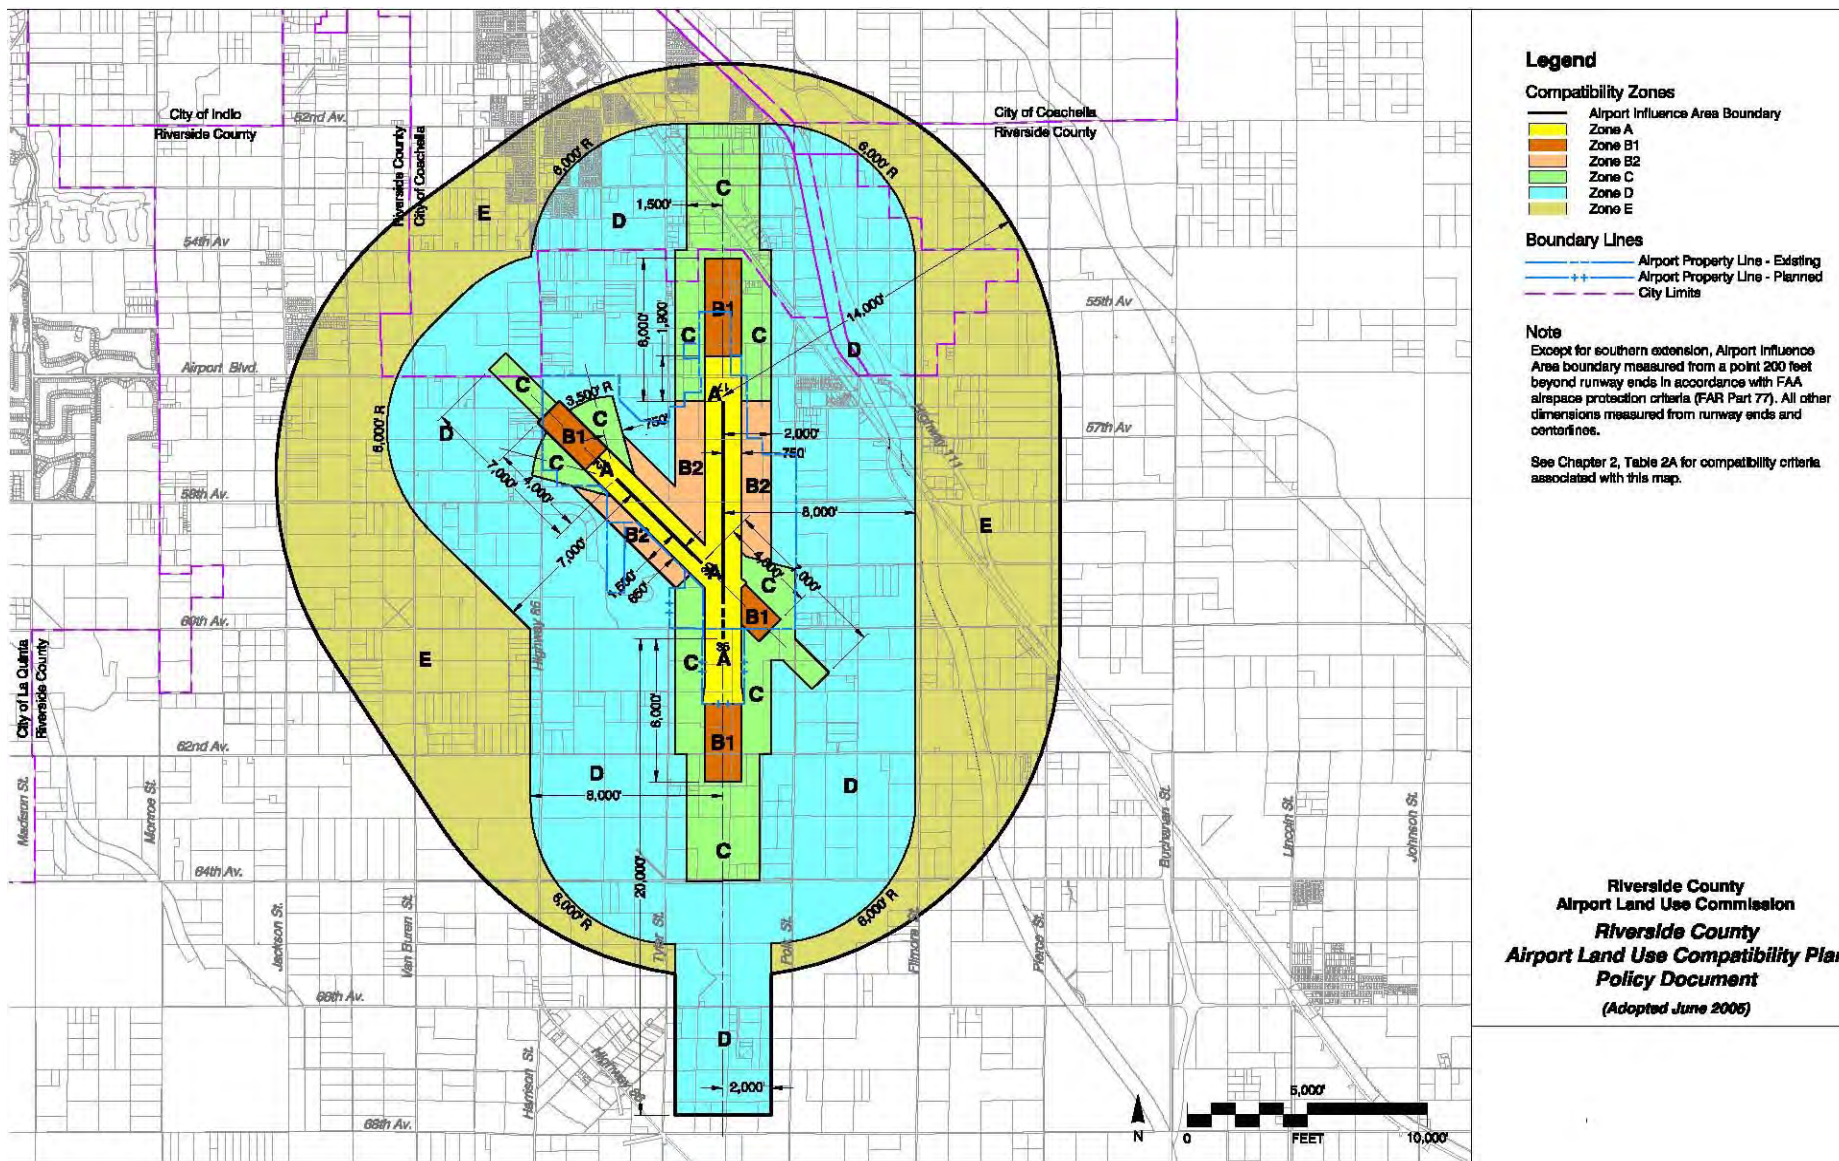 Legend
Compatibility Zones
Airport Influence Area Boundary
Zone A
Zone B1
Zone B2
Zone C
Zone D
Zone E
Boundary Lines
Airport Property Line - Existing
Airport Property Line - Planned
City Limits
Note
Except for southern extension, Airport Influence
Area boundary measured from a point 200 feet
beyond runway ends in accordance with FAA
airspace protection criteria (FAR Part 77). All other
dimensions measured from runway ends and
centerlines.
See Chapter 2, Table 2A for compatibility criteria
associated with this map.
Riverside County
Airport Land Use Commission
Riverside County
Airport Land Use Compatibility Plan
Policy Document
(Adopted June 2005)
City of Indio
Riverside County
52nd Av.
Riverside County
City of Coachella
City of Coachella
Riverside County
6,000' R
6,000' R
C
1,500'
E
D
54th Av
55th Av
14,000'
B1
6,000'
1,900'
C
C
D
Airport Blvd.
C
3,500' R
17
A
C
750'
Highway 111
57th Av
6,000' R
D
B1
2,000'
C
A
750'
B2
B2
7,000'
4,000'
58th Av.
8,000'
E
B2
7,000'
1,500'
650'
4,000'
7,000'
C
B1
60th Av.
Highway 86
35
A
E
C
C
City of La Quinta
Riverside County
6,000'
62nd Av.
B1
D
D
8,000'
Madison St.
Monroe St.
Buchanan St.
Lincoln St.
Johnson St.
C
64th Av.
20,000'
6,000' R
6,000' R
Jackson St.
Van Buren St.
Tyler St.
Polk St.
Fillmore St.
Pierce St.
66th Av.
D
Harrison St.
Highway 86
2,000'
68th Av.
N
5,000'
0
FEET
10,000'